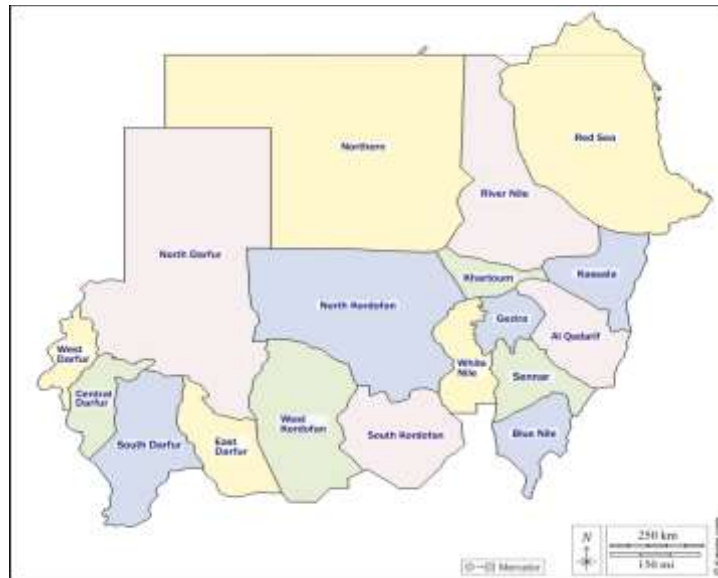 Red Sea
Northern
River Nile
North Darfur
Khartoum
Kassala
North Kordofan
Gezira
Al Qadarif
West
Darfur
White
Nile
Sennar
Central
Darfur
West
Kordofan
South Darfur
East
Darfur
South Kordofan
Blue Nile
N
250 km
150 mi
Mercator